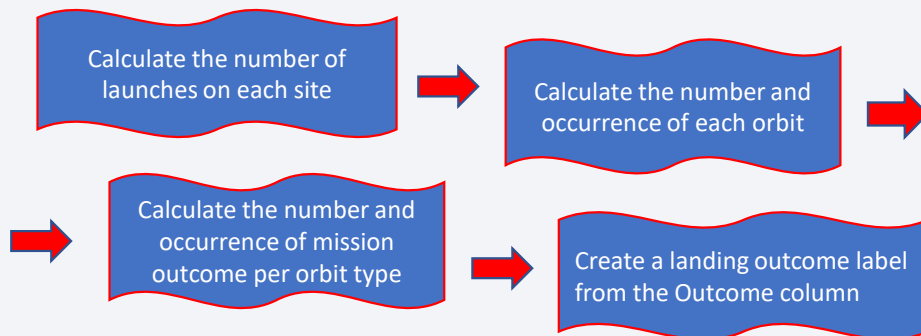 Calculate the number of
launches on each site
Calculate the number and
occurrence of each orbit
Calculate the number and
occurrence of mission
outcome per orbit type
Create a landing outcome label
from the Outcome column